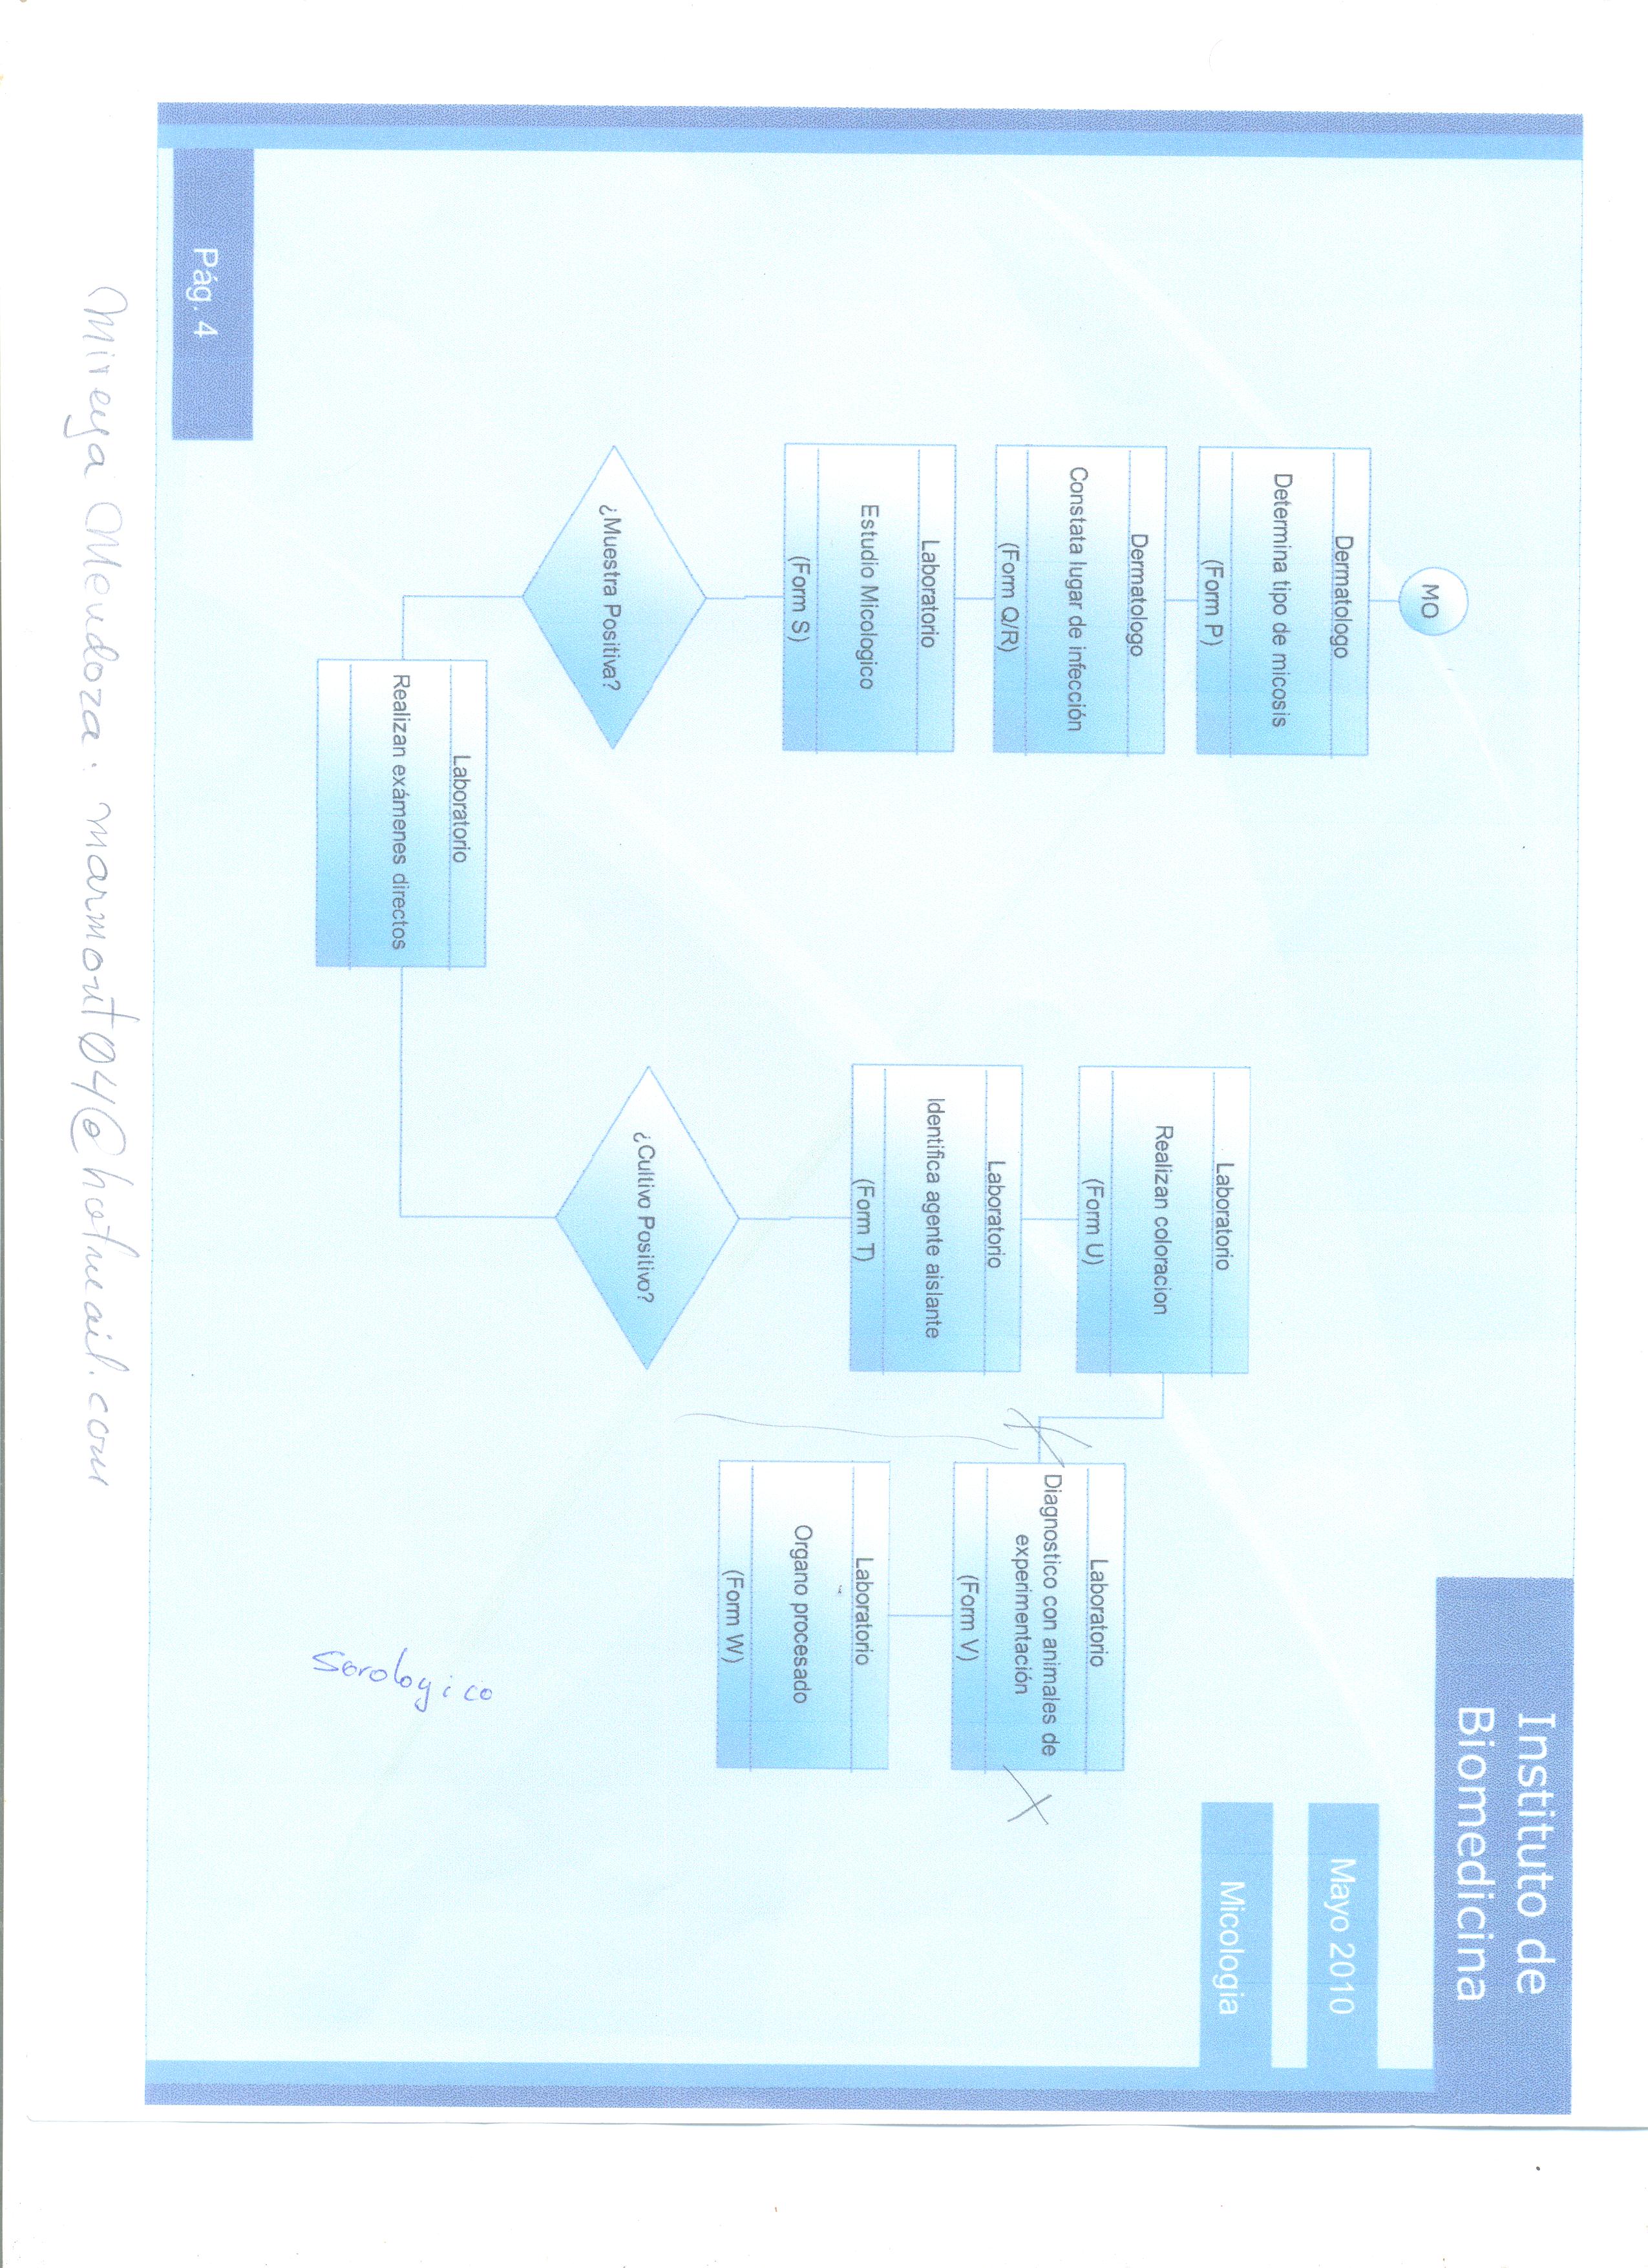 Instituto de
Biomedicina
Mayo 2010
Micologia
MO
Dermatologo
Determina tipo de micosis
(Form P)
Dermatologo
Constata lugar de infección
(Form Q/R)
Laboratorio
Estudio Micologico
(Form S)
¿Muestra Positiva?
Laboratorio
Realizan exámenes directos
¿Cultivo Positivo?
Laboratorio
Identifica agente aislante
(Form T)
Laboratorio
Realizan coloracion
(Form U)
Laboratorio
Diagnostico con animales de
experimentación
(Form V)
Laboratorio
Organo procesado
(Form W)
Serologico
Pág. 4
Mireya Mendoza. marmorit04@hotmail.com